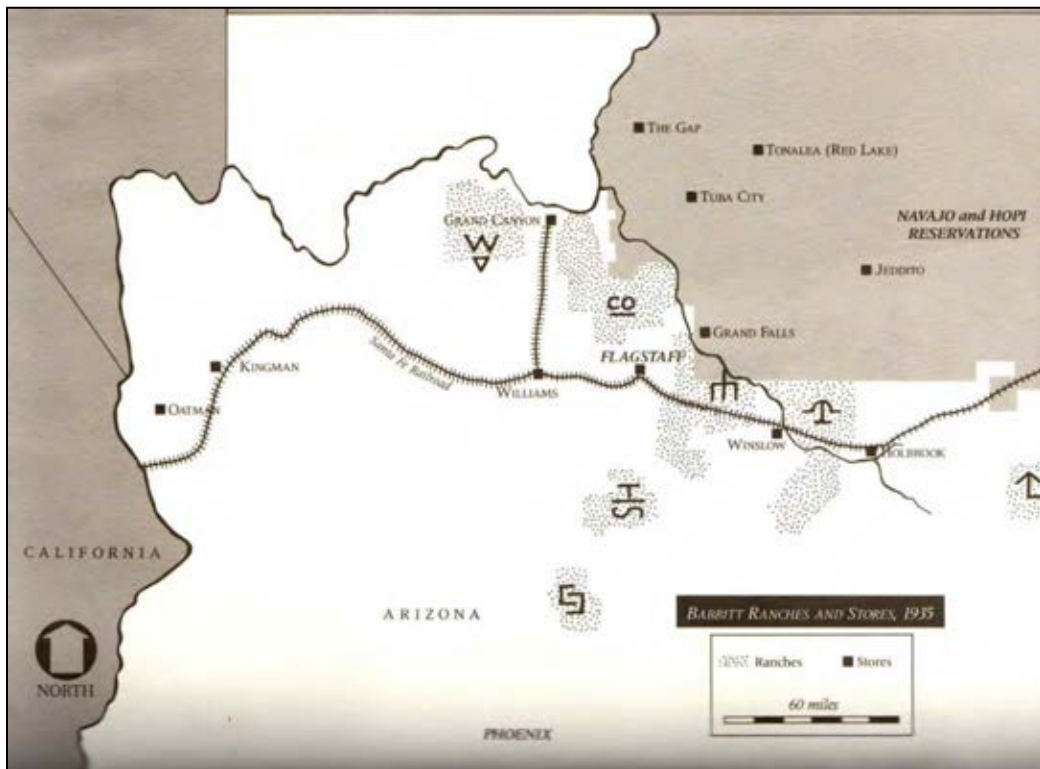 THE GAP
TONALEA (RED LAKE)
TUBA CITY
GRAND CANYON
NAVAJO and HOPI
RESERVATIONS
W
JEDDITO
CO
GRAND FALLS
FLAGSTAFF
Santa Fe Railroad
KINGMAN
WILLIAMS
OATMAN
WINSLOW
HOLBROOK
CALIFORNIA
ARIZONA
BABBITT RANCHES AND STORES, 1935
Ranches
Stores
NORTH
60 miles
PHOENIX